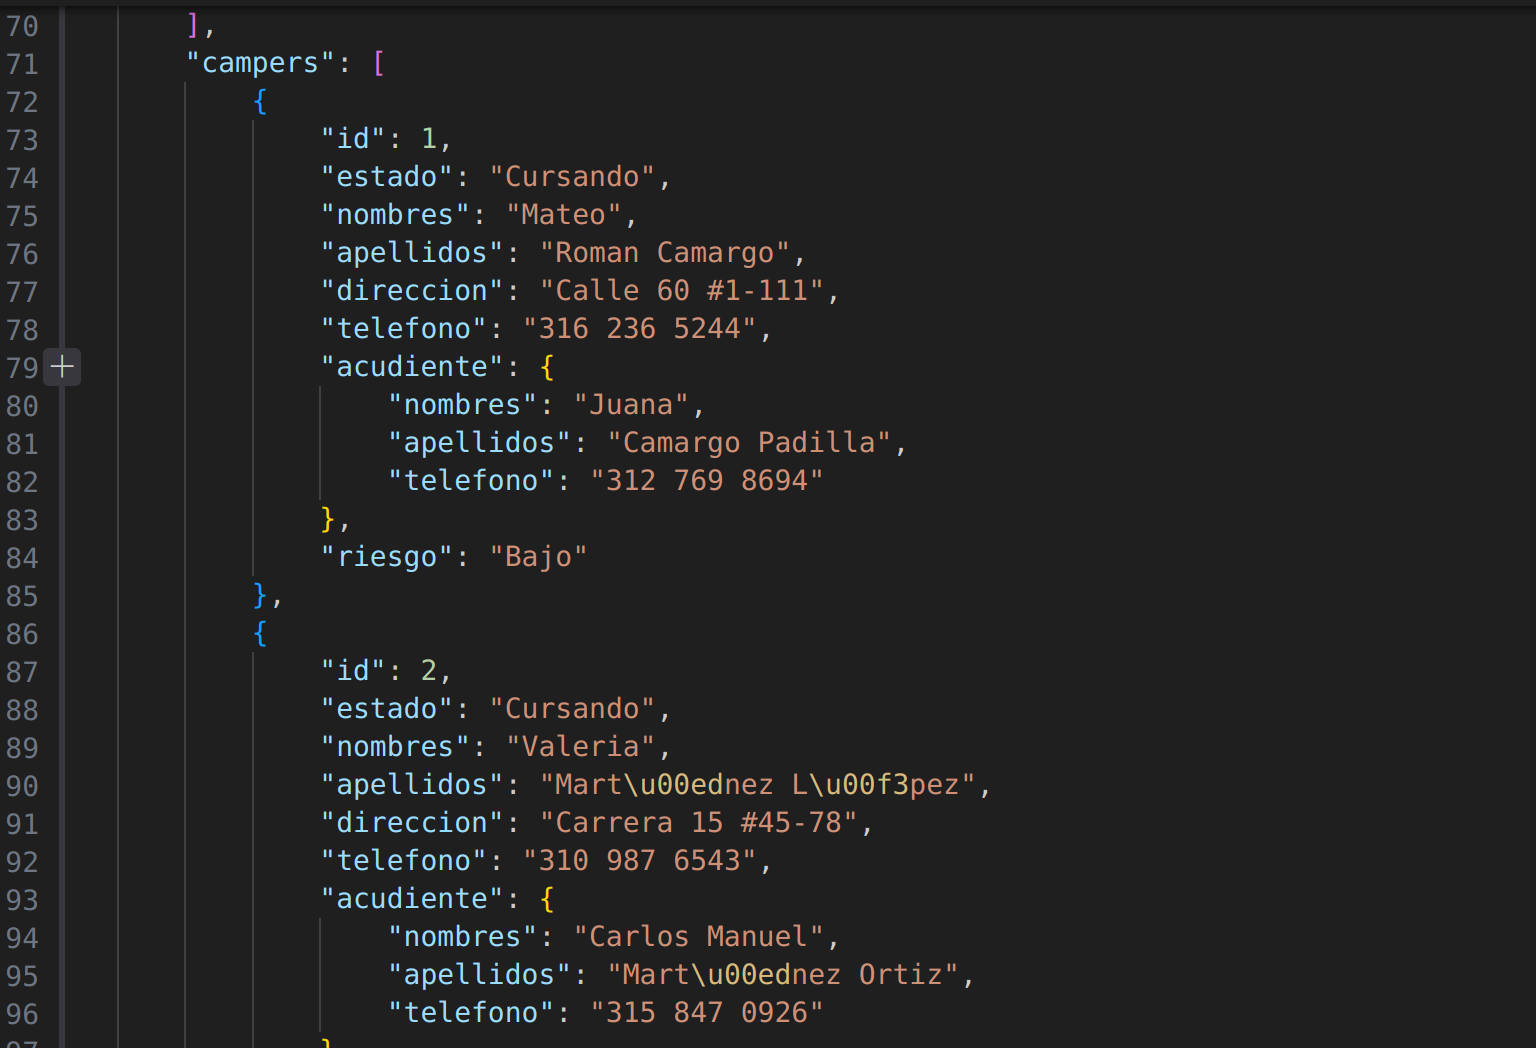 70 ],
71 "campers": [
72 {
73 "id": 1,
74 "estado": "Cursando",
75 "nombres": "Mateo",
76 "apellidos": "Roman Camargo",
77 "direccion": "Calle 60 #1-111",
78 "telefono": "316 236 5244",
79 + "acudiente": {
80 "nombres": "Juana",
81 "apellidos": "Camargo Padilla",
82 "telefono": "312 769 8694"
83 },
84 "riesgo": "Bajo"
85 },
86 {
87 "id": 2,
88 "estado": "Cursando",
89 "nombres": "Valeria",
90 "apellidos": "Mart\u00ednez L\u00f3pez",
91 "direccion": "Carrera 15 #45-78",
92 "telefono": "310 987 6543",
93 "acudiente": {
94 "nombres": "Carlos Manuel",
95 "apellidos": "Mart\u00ednez Ortiz",
96 "telefono": "315 847 0926"
97 }